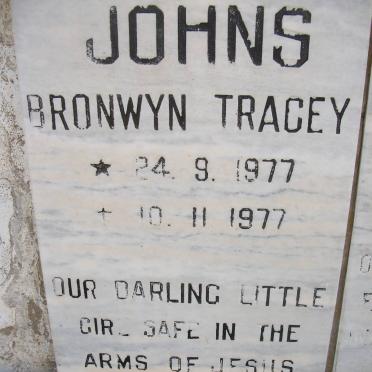 JOHNS
BRONWYN TRACEY
★ 24. 9. 1977
† 10. 11 1977
OUR DARLING LITTLE
GIRL SAFE IN THE
ARMS OF JESUS